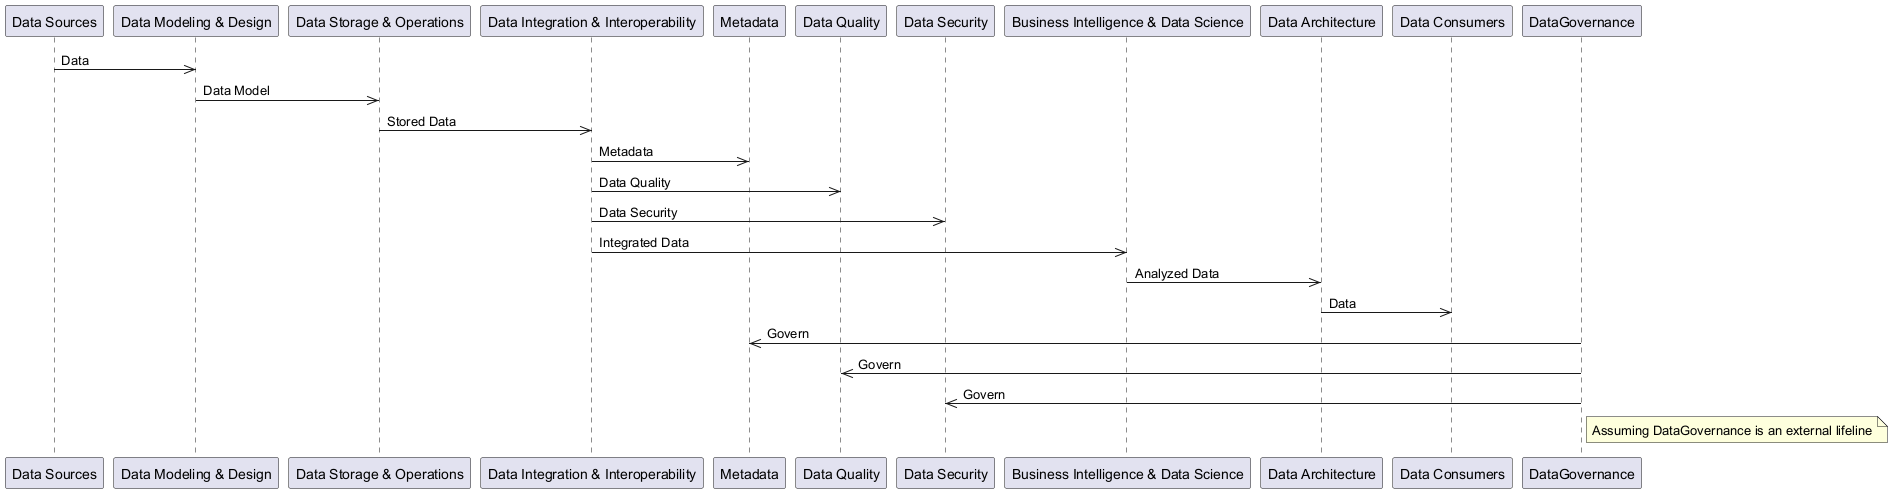 Data Sources
Data Modeling & Design
Data Storage & Operations
Data Integration & Interoperability
Metadata
Data Quality
Data Security
Business Intelligence & Data Science
Data Architecture
Data Consumers
DataGovernance
Data
Data Model
Stored Data
Metadata
Data Quality
Data Security
Integrated Data
Analyzed Data
Data
Govern
Govern
Govern
Assuming DataGovernance is an external lifeline
Data Sources
Data Modeling & Design
Data Storage & Operations
Data Integration & Interoperability
Metadata
Data Quality
Data Security
Business Intelligence & Data Science
Data Architecture
Data Consumers
DataGovernance